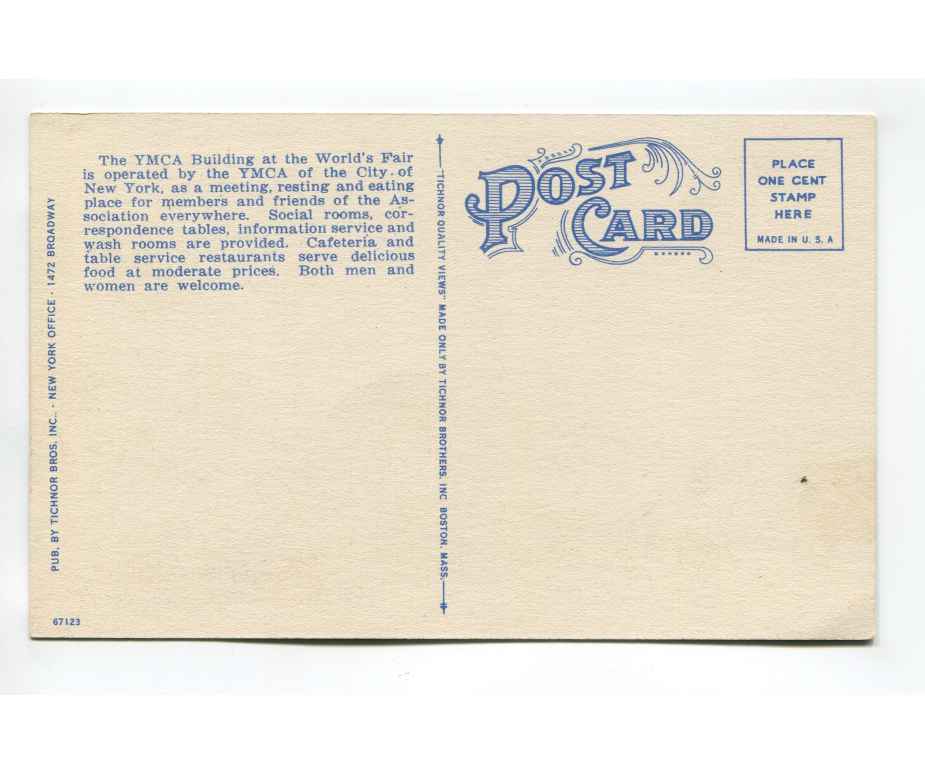 The YMCA Building at the World's Fair
is operated by the YMCA of the City of
New York, as a meeting, resting and eating
place for members and friends of the As-
sociation everywhere. Social rooms, cor-
respondence tables, information service and
wash rooms are provided. Cafeteria and
table service restaurants serve delicious
food at moderate prices. Both men and
women are welcome.
PUB. BY TICHNOR BROS. INC., - NEW YORK OFFICE - 1472 BROADWAY
67123
"TICHNOR QUALITY VIEWS" MADE ONLY BY TICHNOR BROTHERS, INC BOSTON, MASS.
POST
CARD
PLACE
ONE CENT
STAMP
HERE
MADE IN U. S. A